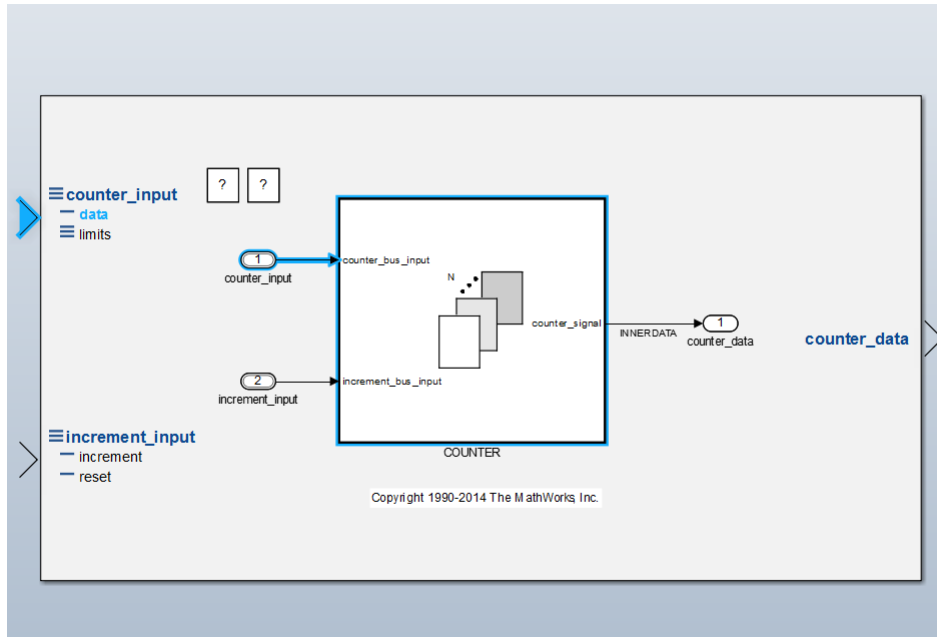 counter_input
data
limits
? ?
1
counter_input
counter_bus_input
N
counter_signal
INNERDATA
1
counter_data
counter_data
2
increment_input
increment_bus_input
increment_input
increment
reset
COUNTER
Copyright 1990-2014 The MathWorks, Inc.